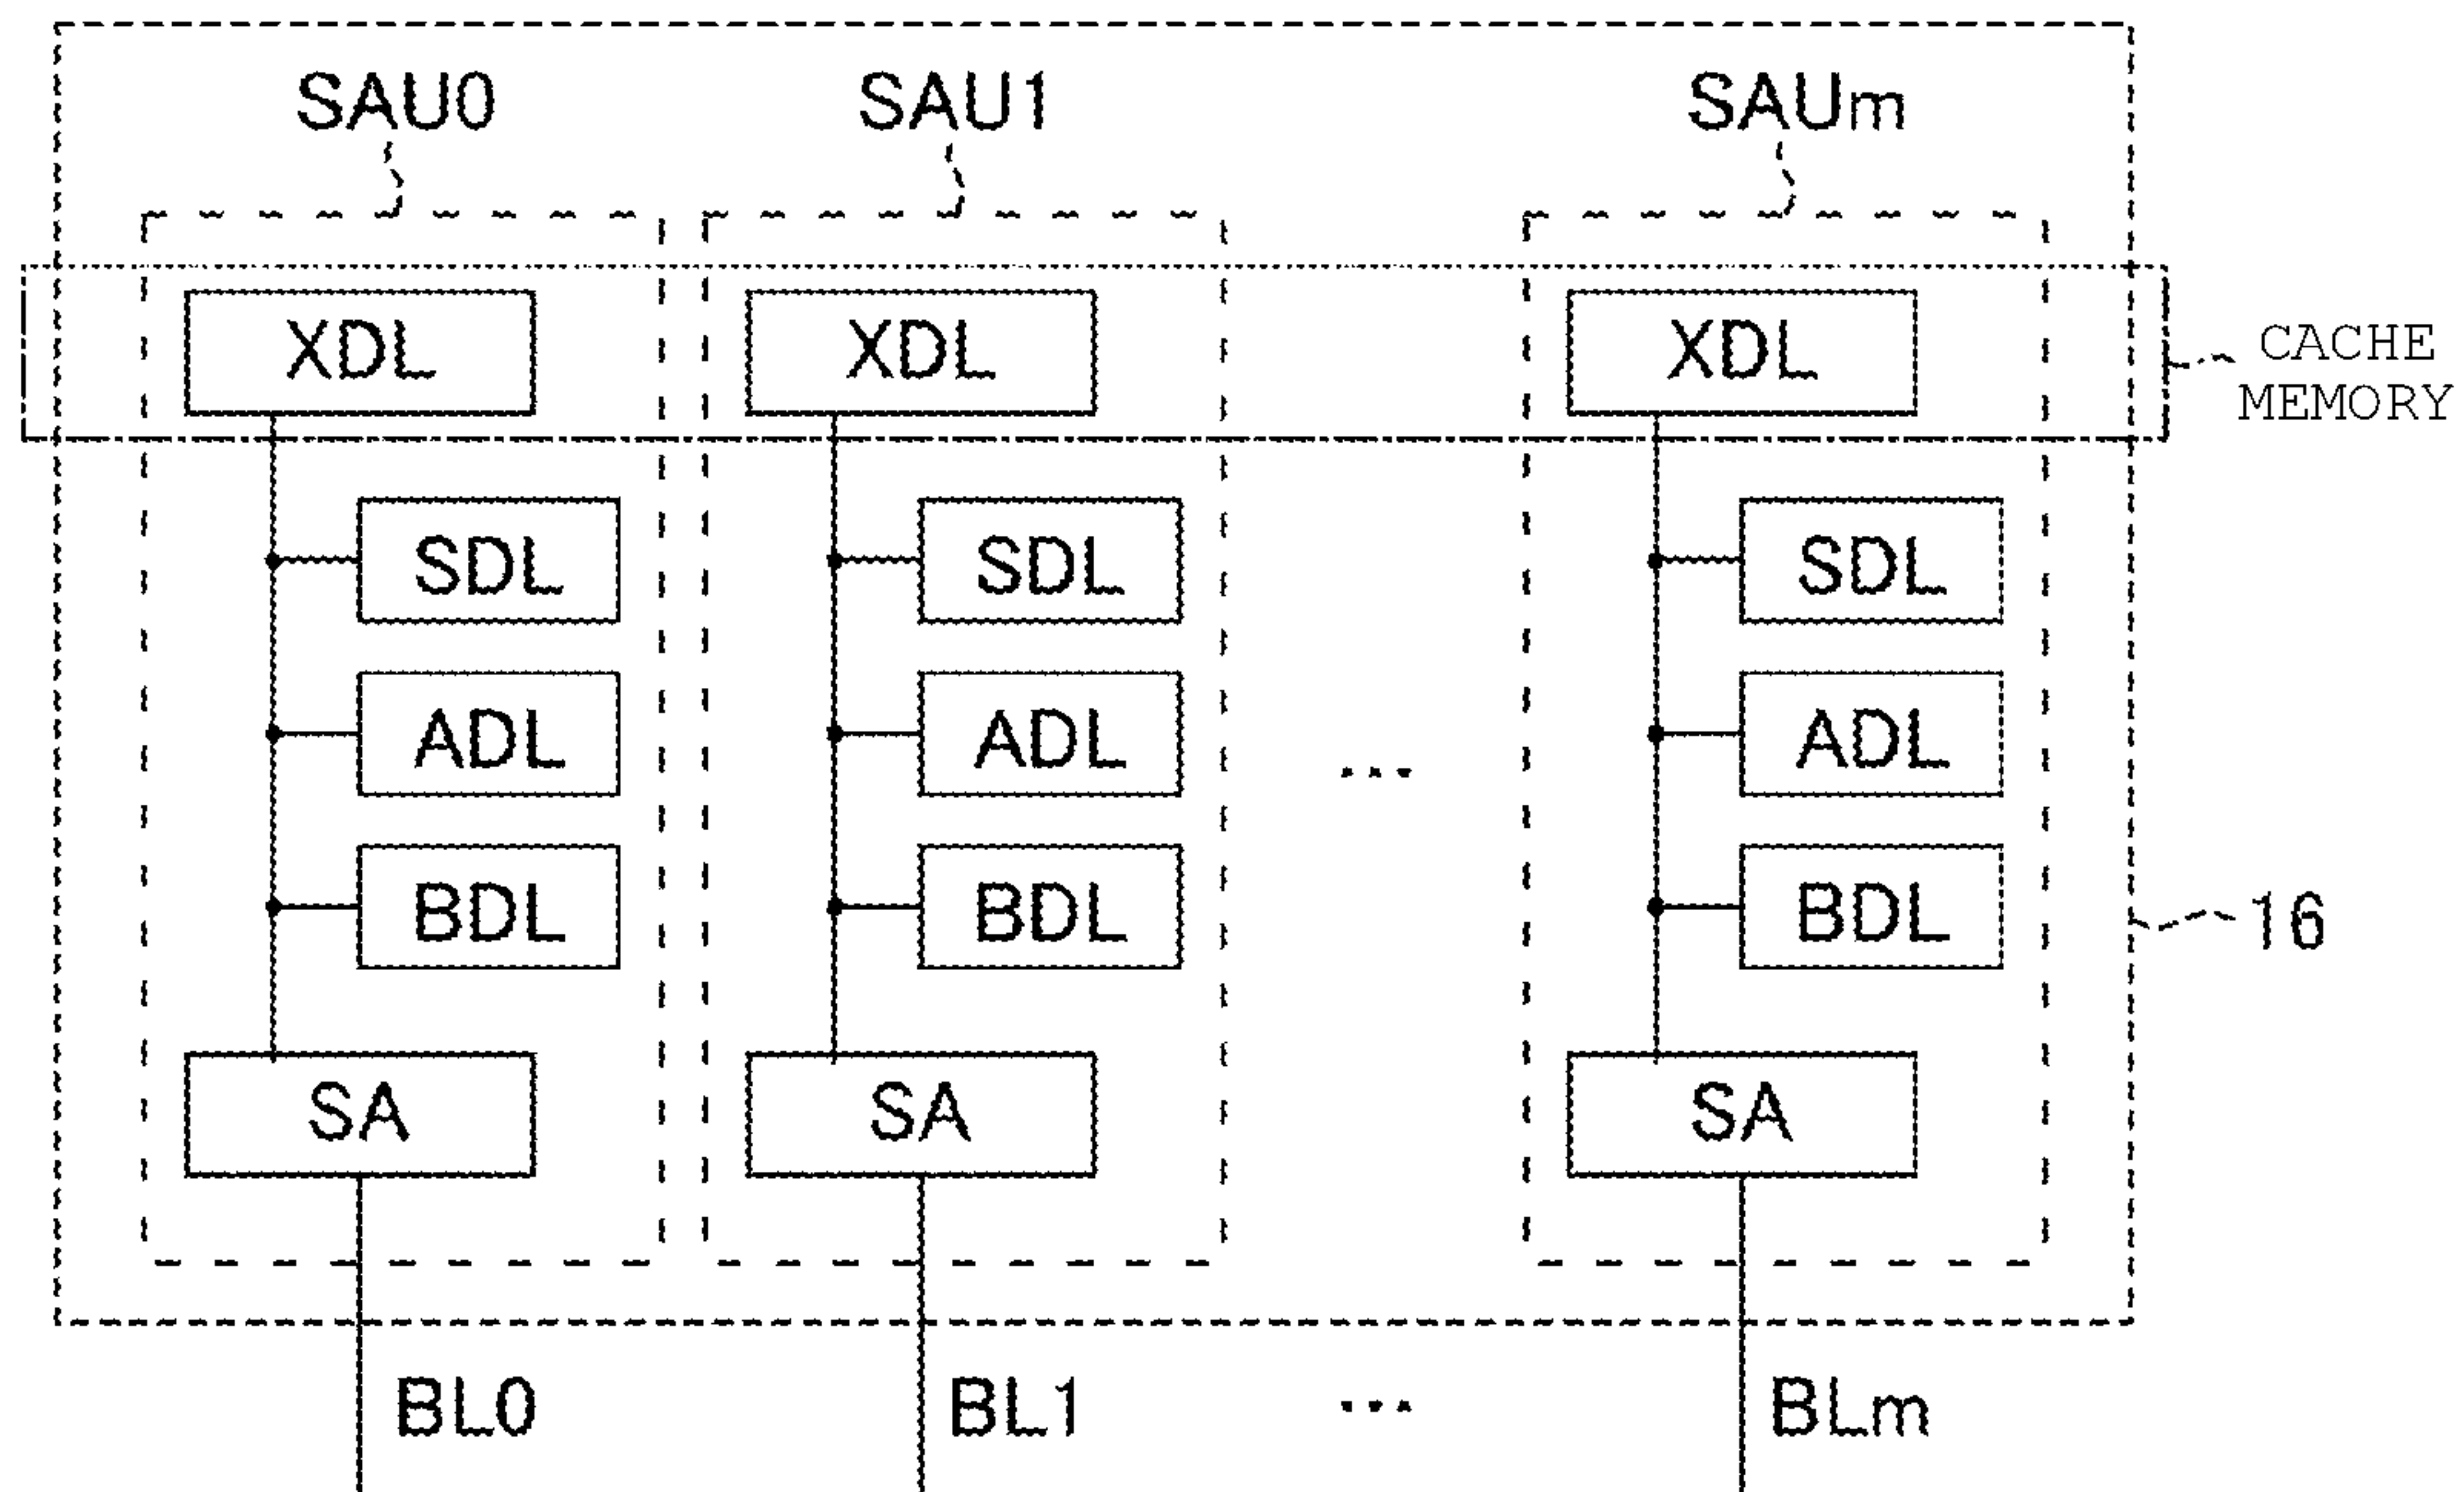 SAU0 SAU1 SAUm
XDL XDL XDL
CACHE
MEMORY
SDL SDL SDL
ADL ADL ... ADL
BDL BDL BDL
16
SA SA SA
BL0 BL1 ... BLm